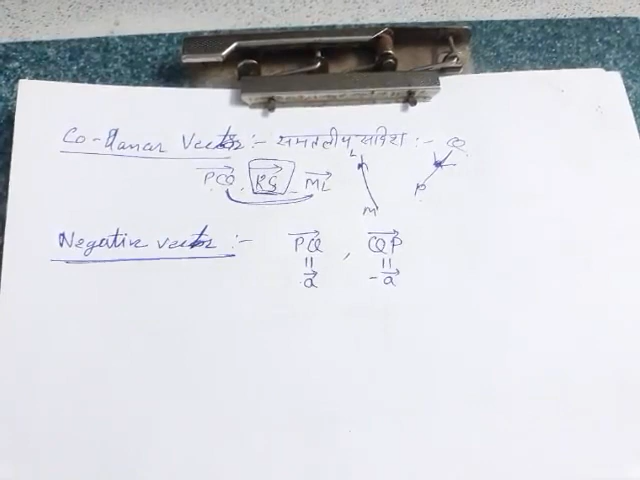 Co-planar Vector :- समतलीय सदिश :-
PQ, RS, ML L M Q P
Negative vector :- PQ, QP
= =
a -a